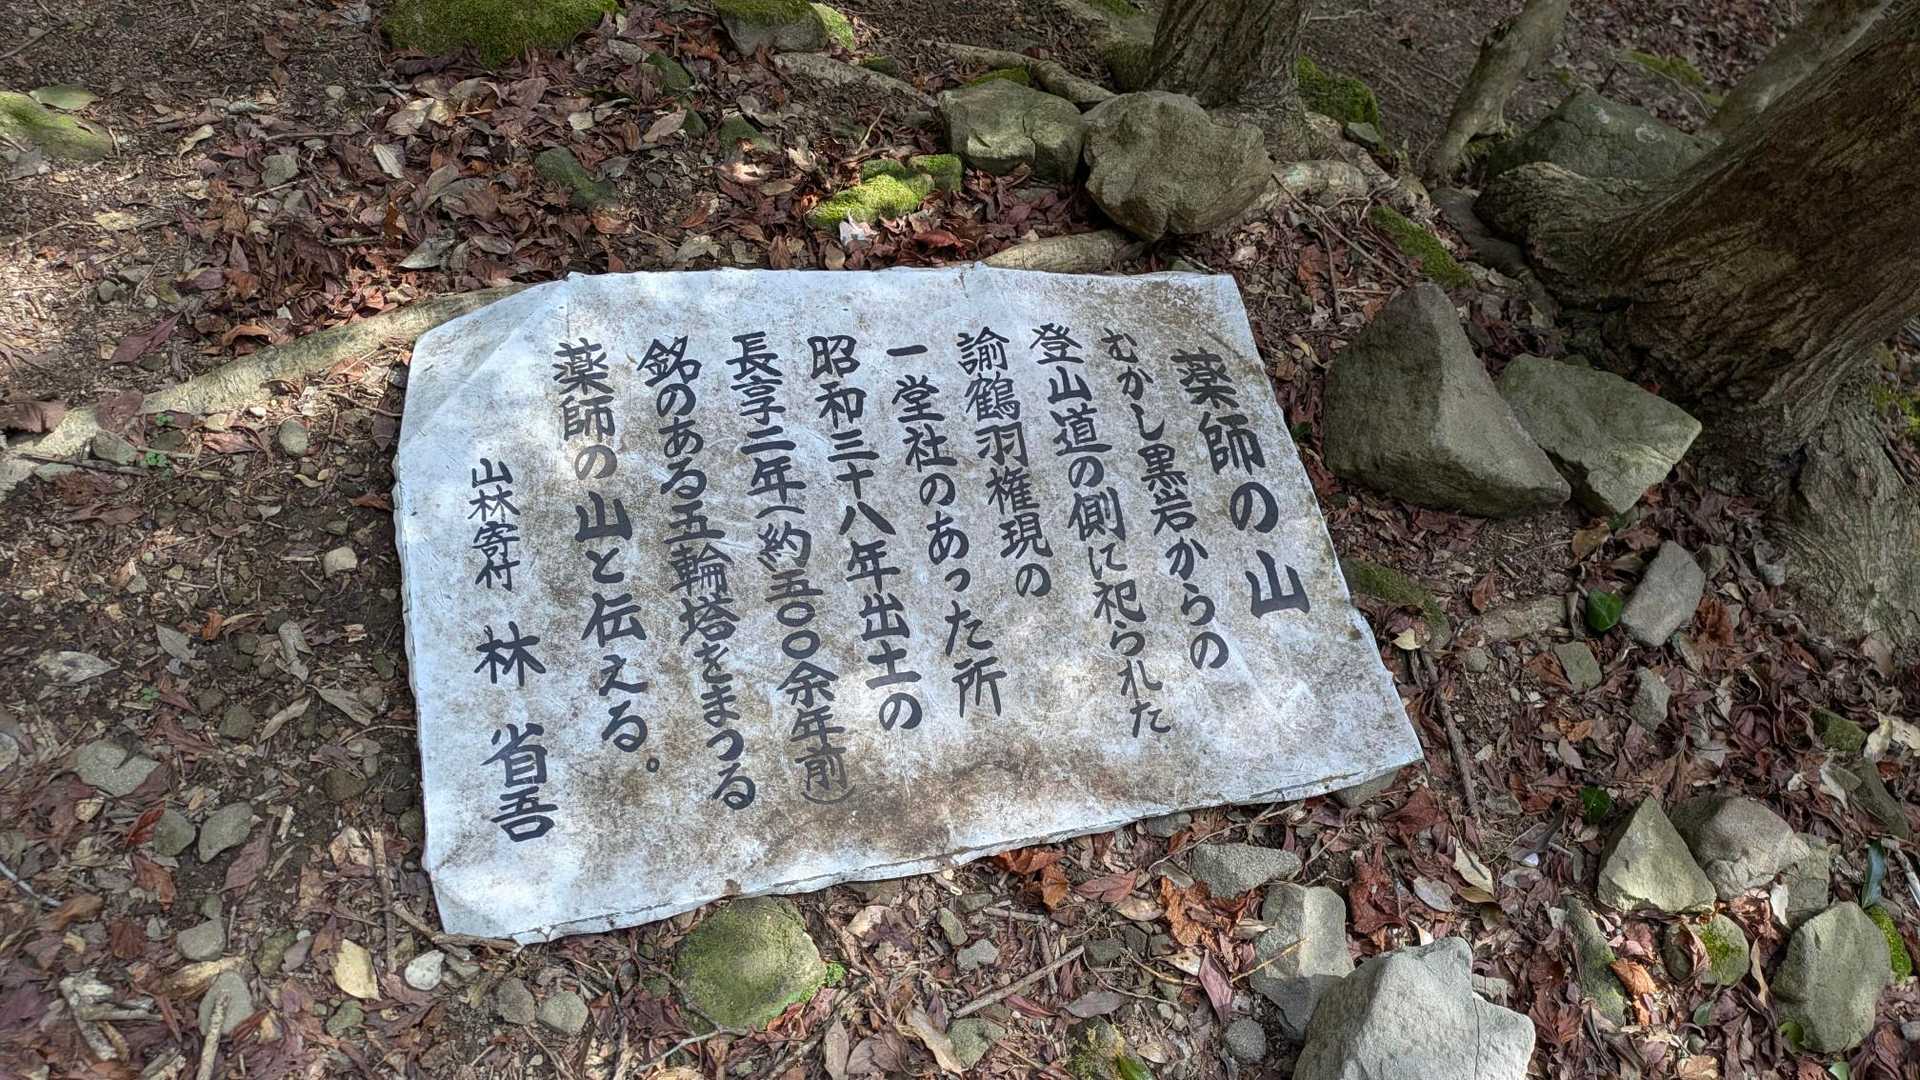 薬師の山
むかし黒岩からの
登山道の側に祀られた
諭鶴羽権現の
一堂社のあった所
昭和三十八年出土の
長享二年(約五〇〇余年前)
銘のある五輪塔をまつる
薬師の山と伝える。
山林寄付 林 省吾